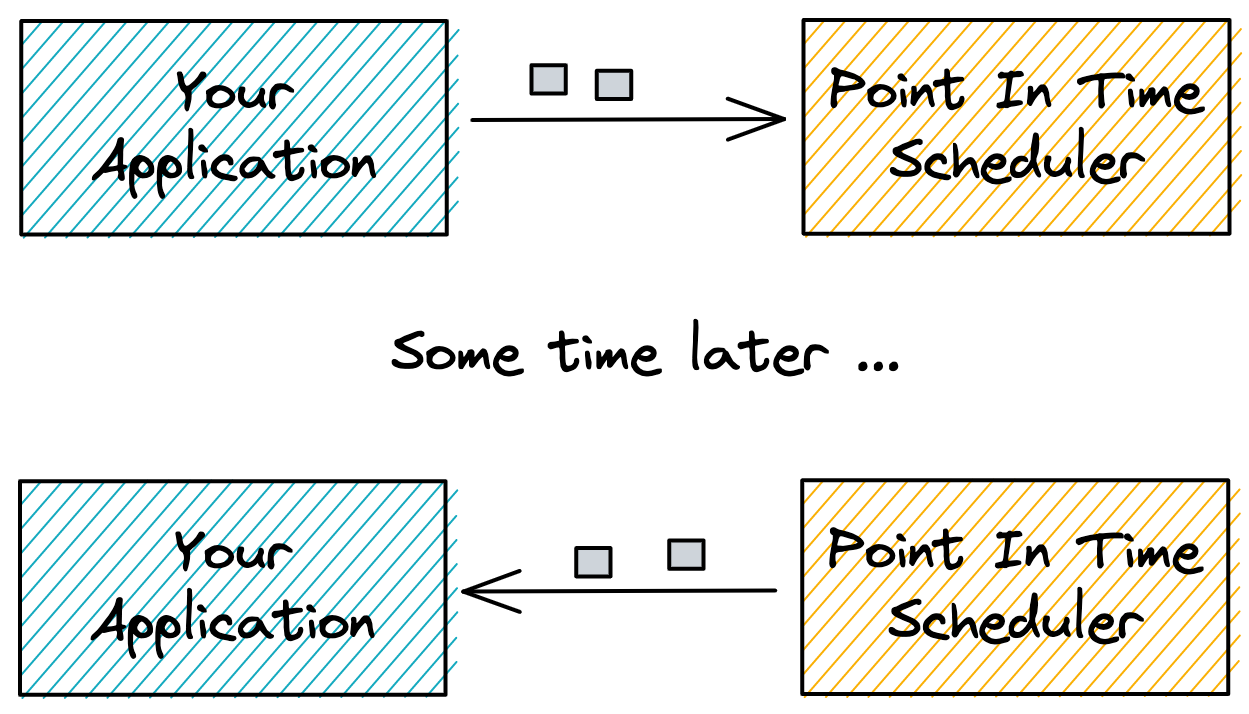 Your
Application
Point In Time
Scheduler
Some time later ...
Your
Application
Point In Time
Scheduler